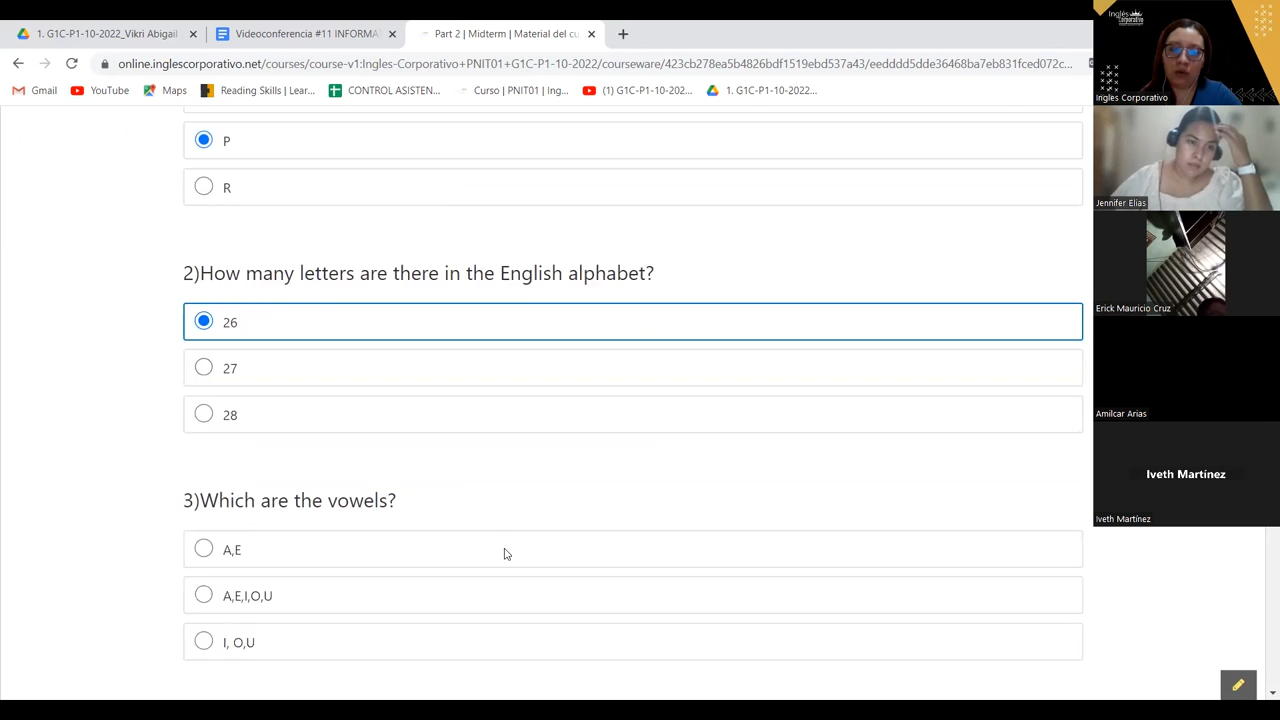 1. G1C-P1-10-2022_Vikri Abigail
Videoconferencia #11 INFORMA
Part 2 | Midterm | Material del cu
online.inglescorporativo.net/courses/course-v1:Ingles-Corporativo+PNIT01+G1C-P1-10-2022/courseware/423cb278ea5b4826bdf1519ebd537a43/eedddd5dde36468ba7eb831fced072c...
Gmail
YouTube
Maps
Reading Skills | Lear...
CONTROL ASISTEN...
Curso | PNIT01 | Ing...
(1) G1C-P1-10-202...
1. G1C-P1-10-2022...
P
R
2)How many letters are there in the English alphabet?
26
27
28
3)Which are the vowels?
A,E
A,E,I,O,U
I, O,U
Inglés
Corporativo
Ingles Corporativo
Jennifer Elias
Erick Mauricio Cruz
Amilcar Arias
Iveth Martínez
Iveth Martínez